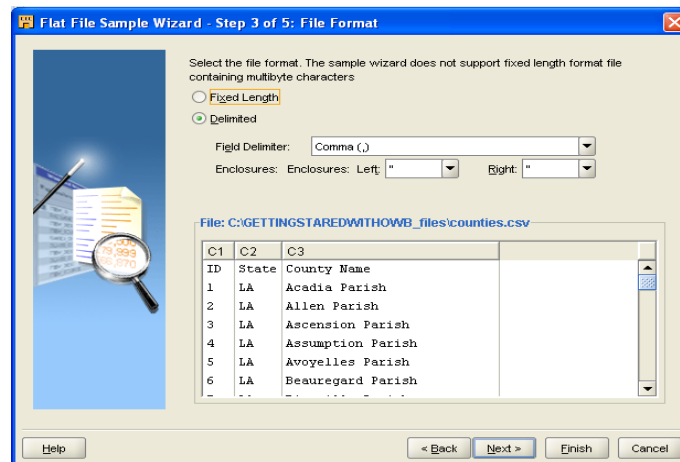 Flat File Sample Wizard - Step 3 of 5: File Format
Select the file format. The sample wizard does not support fixed length format file
containing multibyte characters
Fixed Length
Delimited
Field Delimiter: Comma (,)
Enclosures: Enclosures: Left: " Right: "
File: C:\GETTINGSTAREDWITHOWB_files\counties.csv
C1 C2 C3
ID State County Name
1 LA Acadia Parish
2 LA Allen Parish
3 LA Ascension Parish
4 LA Assumption Parish
5 LA Avoyelles Parish
6 LA Beauregard Parish
Help < Back Next > Finish Cancel